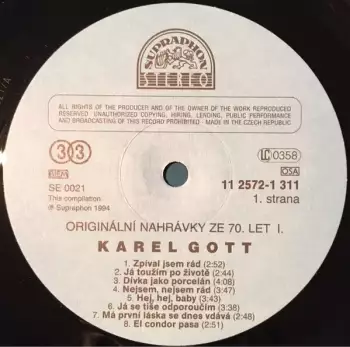 SUPRAPHON
STEREO
ALL RIGHTS OF THE PRODUCER AND OF THE OWNER OF THE WORK REPRODUCED
RESERVED UNAUTHORIZED COPYING, HIRING, LENDING, PUBLIC PERFORMANCE
AND BROADCASTING OF THIS RECORD PROHIBITED MADE IN THE CZECH REPUBLIC
33
LC 0358
OSA
SE 0021
This compilation
℗ Supraphon 1994
11 2572-1 311
1. strana
ORIGINÁLNÍ NAHRÁVKY ZE 70. LET I.
KAREL GOTT
1. Zpíval jsem rád (2:52)
2. Já toužím po životě (2:44)
3. Dívka jako porcelán (4:10)
4. Nejsem, nejsem rád (3:47)
5. Hej, hej, baby (3:43)
6. Já se tiše odporoučím (2:45)
7. Má první láska se dnes vdává (2:48)
8. El condor pasa (2:51)